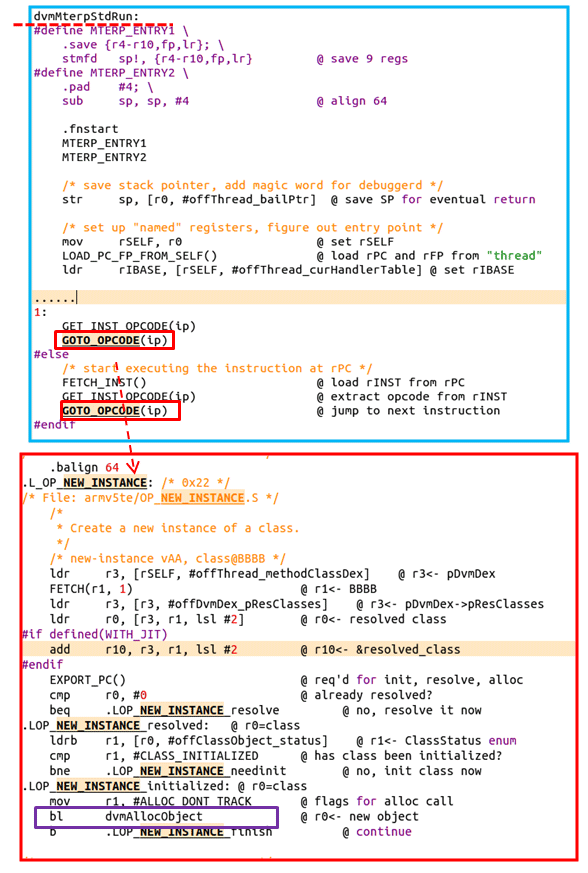 dvmMterpStdRun:
#define MTERP_ENTRY1 \
.save {r4-r10,fp,lr}; \
stmfd sp!, {r4-r10,fp,lr} @ save 9 regs
#define MTERP_ENTRY2 \
.pad #4; \
sub sp, sp, #4 @ align 64
.fnstart
MTERP_ENTRY1
MTERP_ENTRY2
/* save stack pointer, add magic word for debuggerd */
str sp, [r0, #offThread_bailPtr] @ save SP for eventual return
/* set up "named" registers, figure out entry point */
mov rSELF, r0 @ set rSELF
LOAD_PC_FP_FROM_SELF() @ load rPC and rFP from "thread"
ldr rIBASE, [rSELF, #offThread_curHandlerTable] @ set rIBASE
......
1:
GET_INST_OPCODE(ip)
GOTO_OPCODE(ip)
#else
/* start executing the instruction at rPC */
FETCH_INST() @ load rINST from rPC
GET_INST_OPCODE(ip) @ extract opcode from rINST
GOTO_OPCODE(ip) @ jump to next instruction
#endif
.balign 64
.L_OP_NEW_INSTANCE: /* 0x22 */
/* File: armv5te/OP_NEW_INSTANCE.S */
/*
* Create a new instance of a class.
*/
/* new-instance vAA, class@BBBB */
ldr r3, [rSELF, #offThread_methodClassDex] @ r3<- pDvmDex
FETCH(r1, 1) @ r1<- BBBB
ldr r3, [r3, #offDvmDex_pResClasses] @ r3<- pDvmDex->pResClasses
ldr r0, [r3, r1, lsl #2] @ r0<- resolved class
#if defined(WITH_JIT)
add r10, r3, r1, lsl #2 @ r10<- &resolved_class
#endif
EXPORT_PC() @ req'd for init, resolve, alloc
cmp r0, #0 @ already resolved?
beq .LOP_NEW_INSTANCE_resolve @ no, resolve it now
.LOP_NEW_INSTANCE_resolved: @ r0=class
ldrb r1, [r0, #offClassObject_status] @ r1<- ClassStatus enum
cmp r1, #CLASS_INITIALIZED @ has class been initialized?
bne .LOP_NEW_INSTANCE_needinit @ no, init class now
.LOP_NEW_INSTANCE_initialized: @ r0=class
mov r1, #ALLOC_DONT_TRACK @ flags for alloc call
bl dvmAllocObject @ r0<- new object
b .LOP_NEW_INSTANCE_finish @ continue